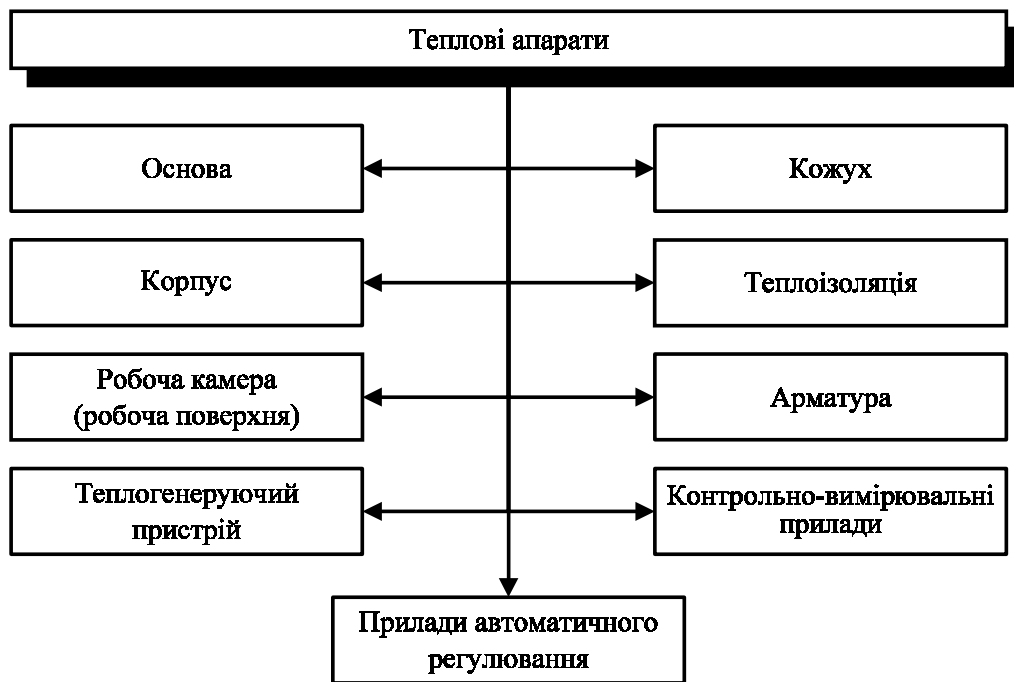 Теплові апарати
Основа
Кожух
Корпус
Теплоізоляція
Робоча камера
(робоча поверхня)
Арматура
Теплогенеруючий
пристрій
Контрольно-вимірювальні
прилади
Прилади автоматичного
регулювання